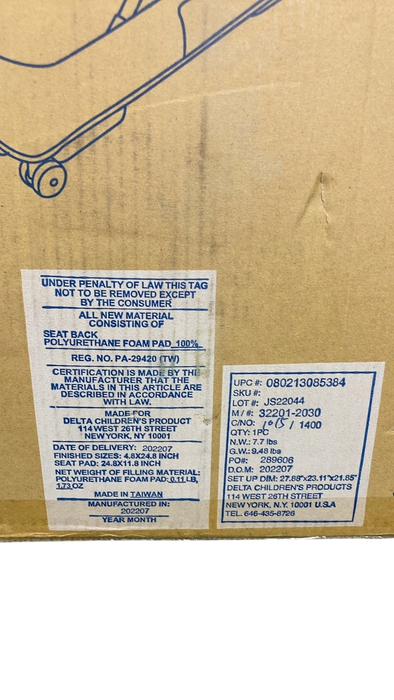 UNDER PENALTY OF LAW THIS TAG
NOT TO BE REMOVED EXCEPT
BY THE CONSUMER
ALL NEW MATERIAL
CONSISTING OF
SEAT BACK
POLYURETHANE FOAM PAD 100%
REG. NO. PA-29420 (TW)
CERTIFICATION IS MADE BY THE
MANUFACTURER THAT THE
MATERIALS IN THIS ARTICLE ARE
DESCRIBED IN ACCORDANCE
WITH LAW.
MADE FOR
DELTA CHILDREN'S PRODUCT
114 WEST 26TH STREET
NEW YORK, NY 10001
DATE OF DELIVERY: 202207
FINISHED SIZES: 4.8X24.8 INCH
SEAT PAD: 24.8X11.8 INCH
NET WEIGHT OF FILLING MATERIAL:
POLYURETHANE FOAM PAD: 0.11 LB,
1.73 OZ
MADE IN TAIWAN
MANUFACTURED IN:
202207
YEAR MONTH
UPC #: 080213085384
SKU #:
LOT #: JS22044
M / #: 32201-2030
C/NO: / 1400
QTY: 1PC
N.W.: 7.7 lbs
G.W.: 9.48 lbs
PO#: 289606
D.O.M: 202207
SET UP DIM: 27.88"x23.11"x21.85"
DELTA CHILDREN'S PRODUCTS
114 WEST 26TH STREET
NEW YORK, N.Y. 10001 U.S.A
TEL. 646-435-8726